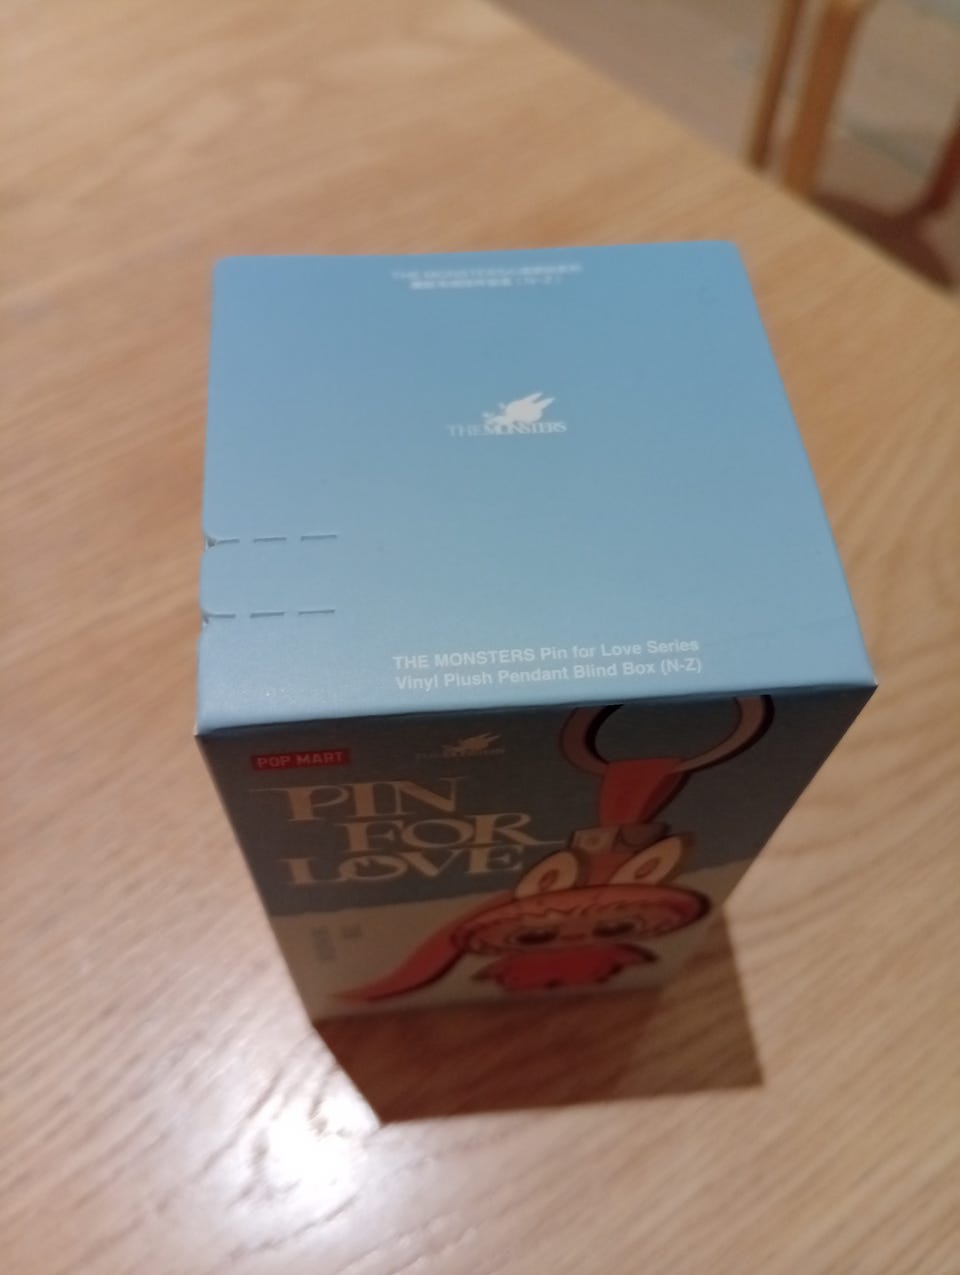 THE MONSTERS
THE MONSTERS Pin for Love Series
Vinyl Plush Pendant Blind Box (N-Z)
POP MART
PIN
FOR
LOVE